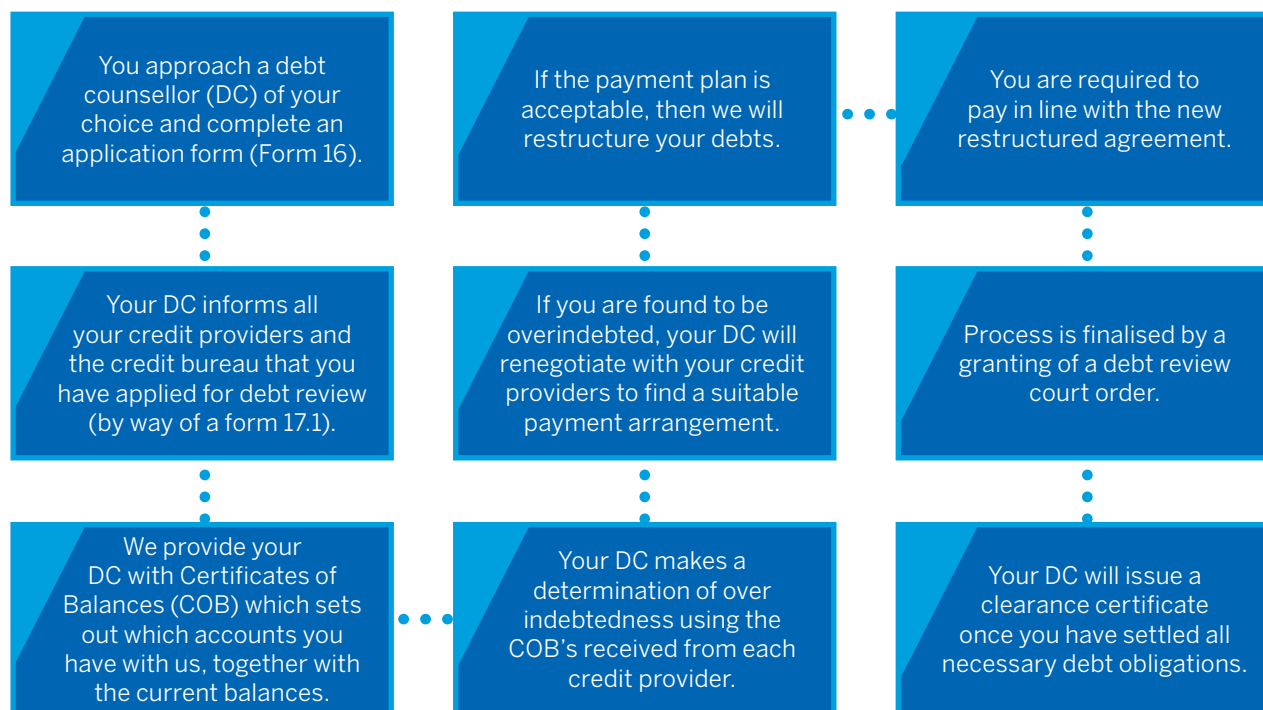 You approach a debt
counsellor (DC) of your
choice and complete an
application form (Form 16).
Your DC informs all
your credit providers and
the credit bureau that you
have applied for debt review
(by way of a form 17.1).
We provide your
DC with Certificates of
Balances (COB) which sets
out which accounts you
have with us, together with
the current balances.
Your DC makes a
determination of over
indebtedness using the
COB's received from each
credit provider.
If you are found to be
overindebted, your DC will
renegotiate with your credit
providers to find a suitable
payment arrangement.
If the payment plan is
acceptable, then we will
restructure your debts.
You are required to
pay in line with the new
restructured agreement.
Process is finalised by a
granting of a debt review
court order.
Your DC will issue a
clearance certificate
once you have settled all
necessary debt obligations.